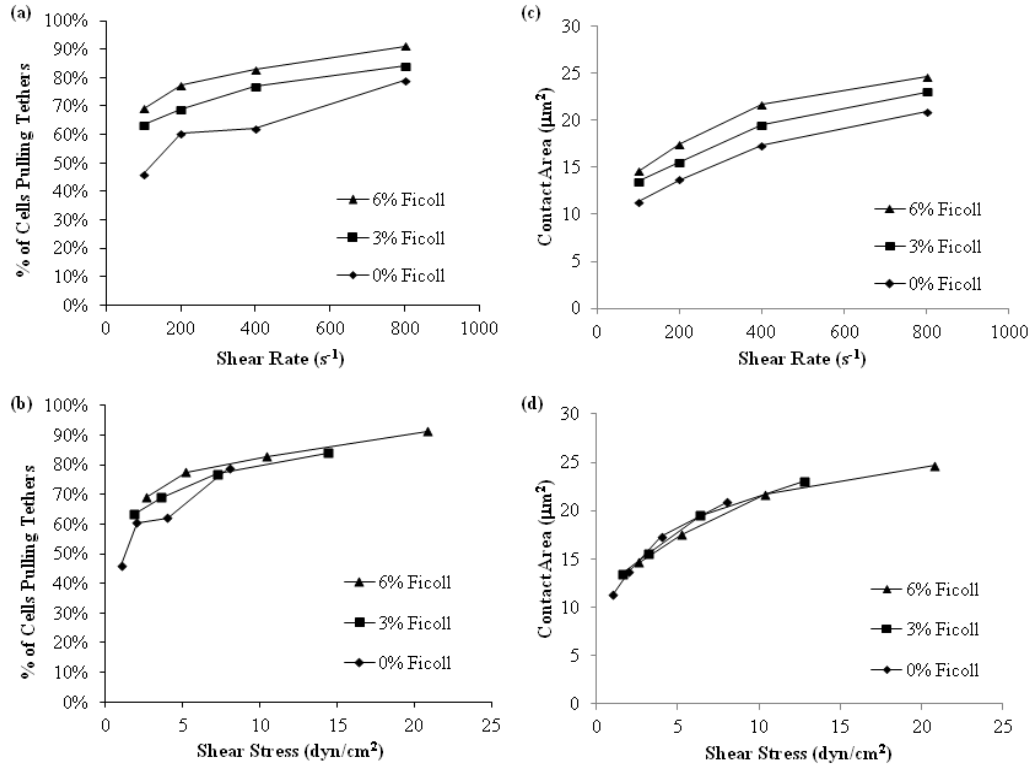 (a)
100%
90%
80%
70%
60%
50%
40%
30%
20%
10%
0%
% of Cells Pulling Tethers
6% Ficoll
3% Ficoll
0% Ficoll
0 200 400 600 800 1000
Shear Rate (s⁻¹)
(c)
30
25
20
15
10
5
0
Contact Area (μm²)
6% Ficoll
3% Ficoll
0% Ficoll
0 200 400 600 800 1000
Shear Rate (s⁻¹)
(b)
100%
90%
80%
70%
60%
50%
40%
30%
20%
10%
0%
% of Cells Pulling Tethers
6% Ficoll
3% Ficoll
0% Ficoll
0 5 10 15 20 25
Shear Stress (dyn/cm²)
(d)
30
25
20
15
10
5
0
Contact Area (μm²)
6% Ficoll
3% Ficoll
0% Ficoll
0 5 10 15 20 25
Shear Stress (dyn/cm²)